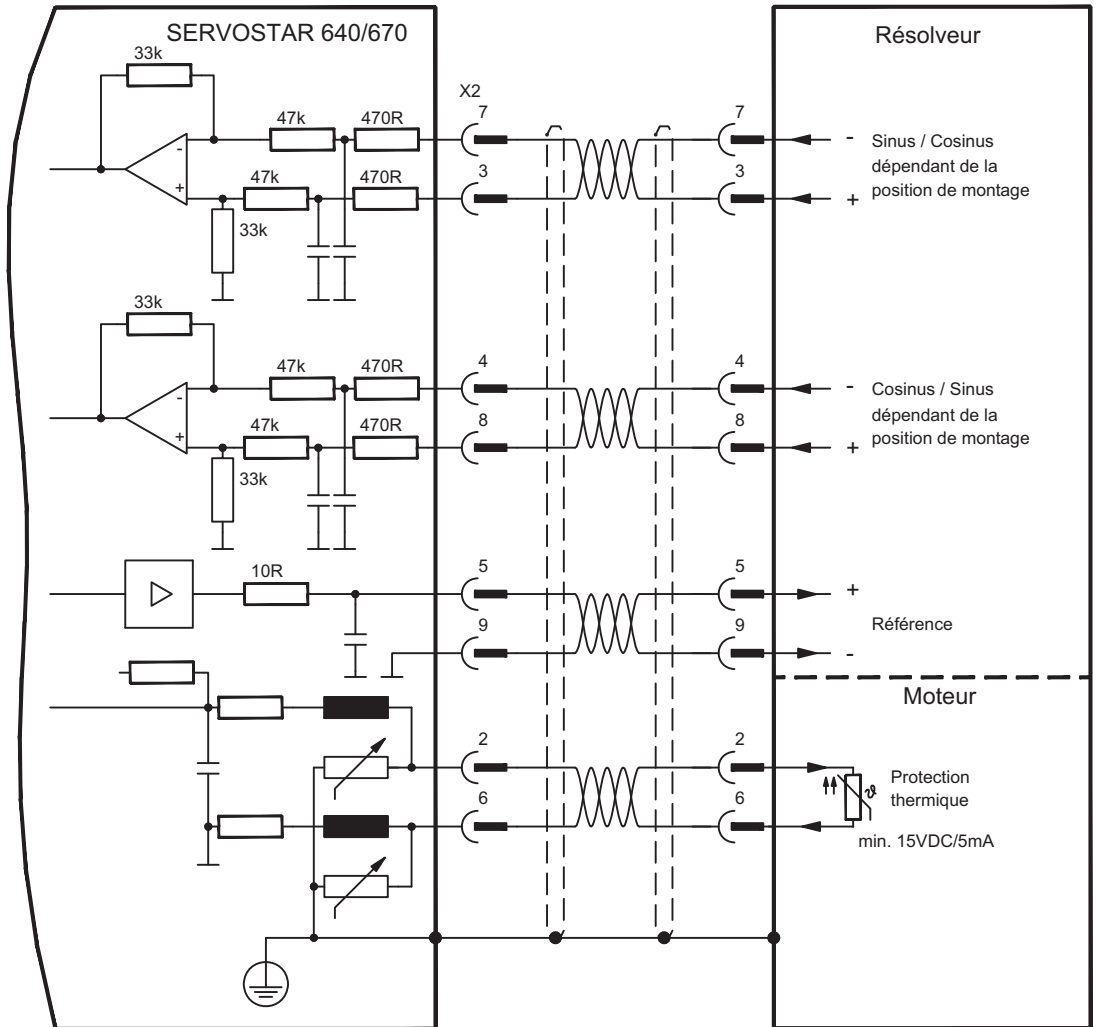 SERVOSTAR 640/670
Résolveur
33k
X2
47k
470R
7
7
-
Sinus / Cosinus
dépendant de la
position de montage
-
+
47k
470R
3
3
+
33k
33k
47k
470R
4
4
-
Cosinus / Sinus
dépendant de la
position de montage
-
+
47k
470R
8
8
+
33k
10R
5
5
+
Référence
9
9
-
Moteur
2
2
Protection
thermique
ϑ
6
6
min. 15VDC/5mA